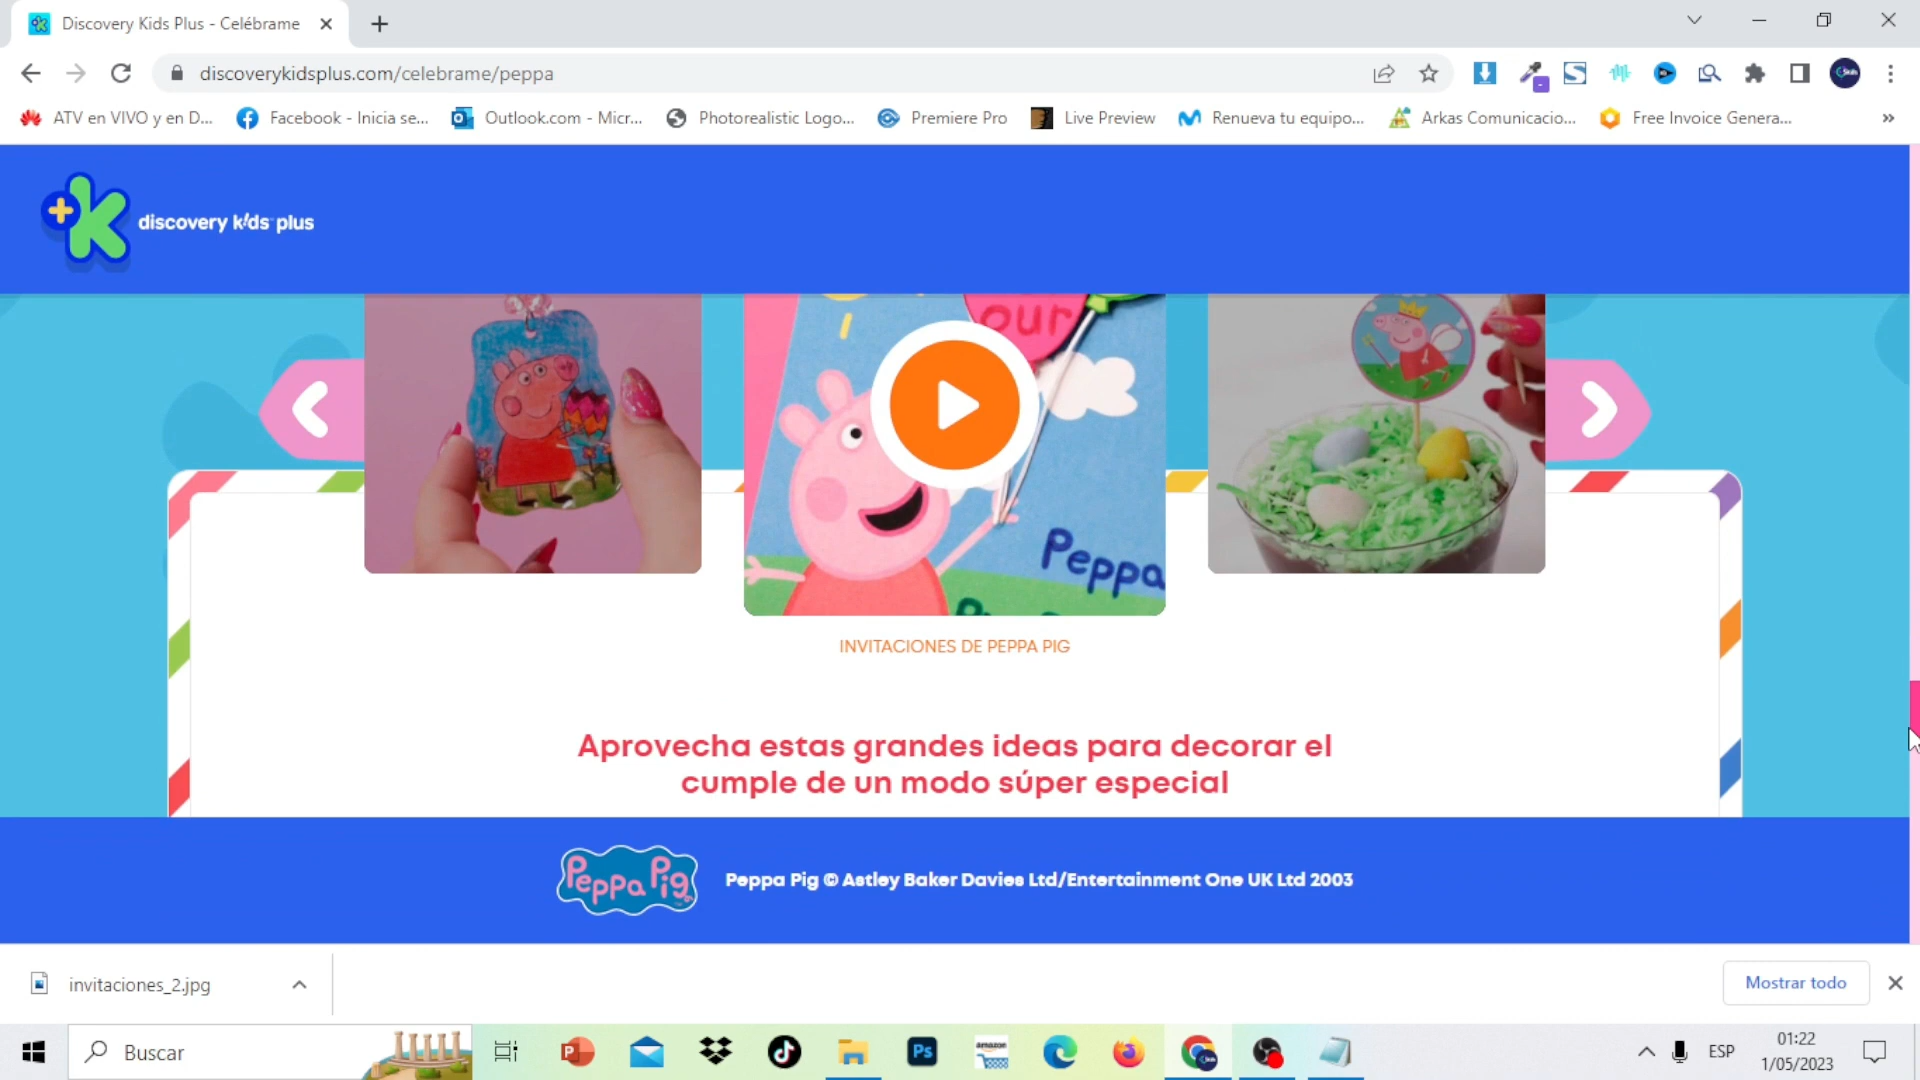 Discovery Kids Plus - Celébrame
discoverykidsplus.com/celebrame/peppa
ATV en VIVO y en D...
Facebook - Inicia se...
Outlook.com - Micr...
Photorealistic Logo...
Premiere Pro
Live Preview
Renueva tu equipo...
Arkas Comunicacio...
Free Invoice Genera...
discovery kids plus
our
Peppa
INVITACIONES DE PEPPA PIG
Aprovecha estas grandes ideas para decorar el
cumple de un modo súper especial
Peppa Pig
Peppa Pig © Astley Baker Davies Ltd/Entertainment One UK Ltd 2003
invitaciones_2.jpg
Mostrar todo
Buscar
amazon
ESP
01:22
1/05/2023